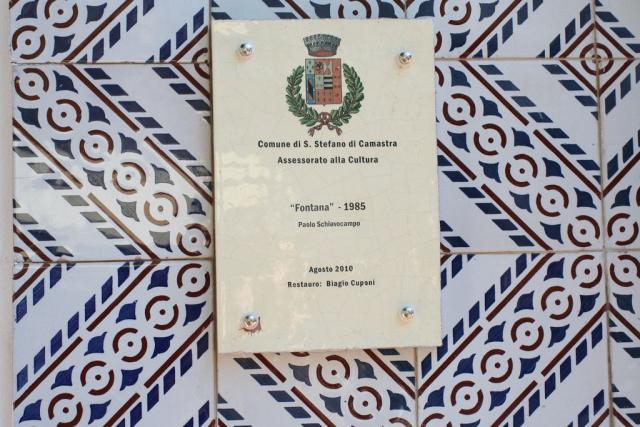 Comune di S. Stefano di Camastra
Assessorato alla Cultura
"Fontana" - 1985
Paolo Schiavocampo
Agosto 2010
Restauro: Biagio Cuponi